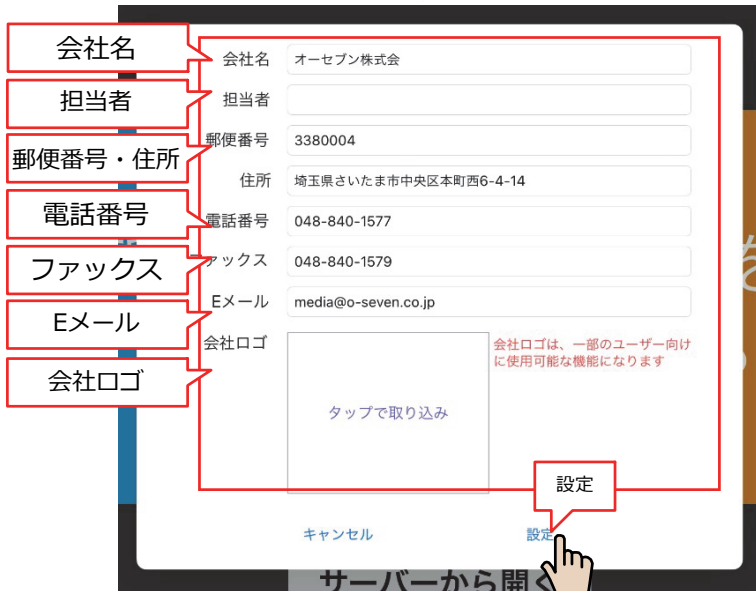 会社名
担当者
郵便番号・住所
電話番号
ファックス
Eメール
会社ロゴ
会社名 オーセブン株式会
担当者
郵便番号 3380004
住所 埼玉県さいたま市中央区本町西6-4-14
電話番号 048-840-1577
ファックス 048-840-1579
Eメール media@o-seven.co.jp
会社ロゴ
タップで取り込み
会社ロゴは、一部のユーザー向け
に使用可能な機能になります
設定
キャンセル 設定
サーバーから開く